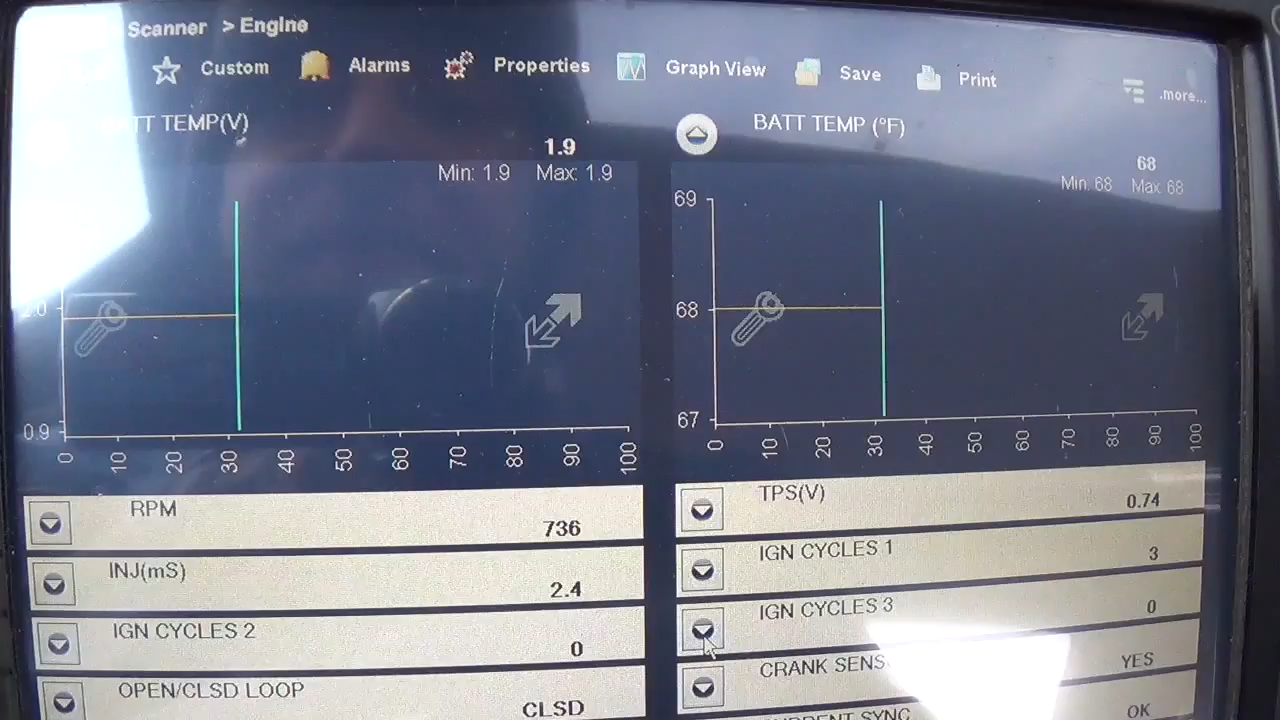 Scanner > Engine
Custom Alarms Properties Graph View Save Print .more...
TT TEMP(V)
1.9
Min: 1.9 Max: 1.9
0.9
0 10 20 30 40 50 60 70 80 90 100
BATT TEMP (°F)
68
Min: 68 Max: 68
69
68
67
0 10 20 30 40 50 60 70 80 90 100
RPM 736
TPS(V) 0.74
INJ(mS) 2.4
IGN CYCLES 1 3
IGN CYCLES 2 0
IGN CYCLES 3 0
OPEN/CLSD LOOP CLSD
CRANK SENS YES
SYNC OK